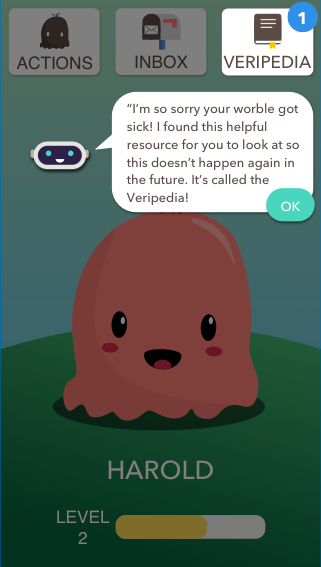 1
ACTIONS
INBOX
VERIPEDIA
“I’m so sorry your worble got
sick! I found this helpful
resource for you to look at so
this doesn’t happen again in
the future. It’s called the
Veripedia!
OK
HAROLD
LEVEL
2